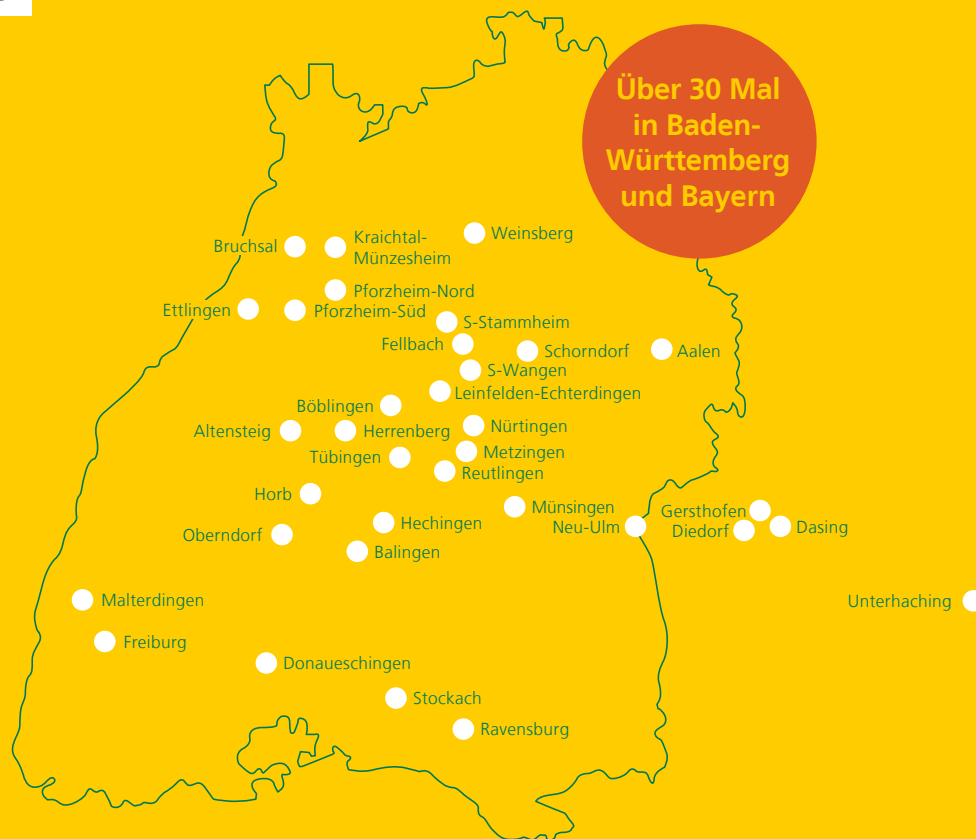 Über 30 Mal
in Baden-
Württemberg
und Bayern
Weinsberg
Bruchsal
Kraichtal-
Münzesheim
Pforzheim-Nord
Ettlingen
Pforzheim-Süd
S-Stammheim
Fellbach
Schorndorf
Aalen
S-Wangen
Leinfelden-Echterdingen
Böblingen
Altensteig
Herrenberg
Nürtingen
Metzingen
Tübingen
Reutlingen
Horb
Münsingen
Gersthofen
Hechingen
Neu-Ulm
Diedorf
Dasing
Oberndorf
Balingen
Malterdingen
Unterhaching
Freiburg
Donaueschingen
Stockach
Ravensburg